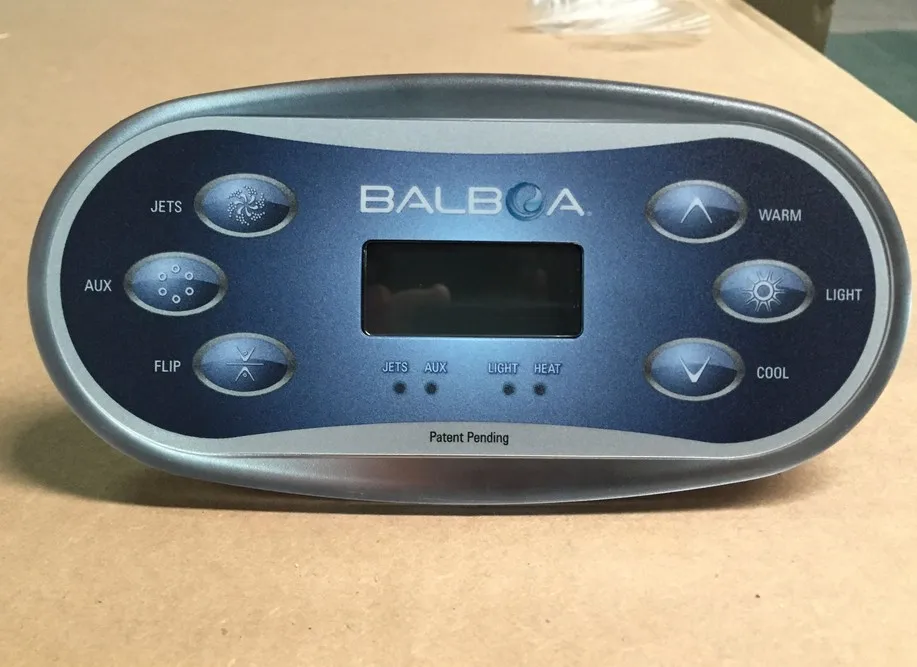 BALBOA
JETS
WARM
AUX
LIGHT
FLIP
COOL
JETS AUX LIGHT HEAT
Patent Pending